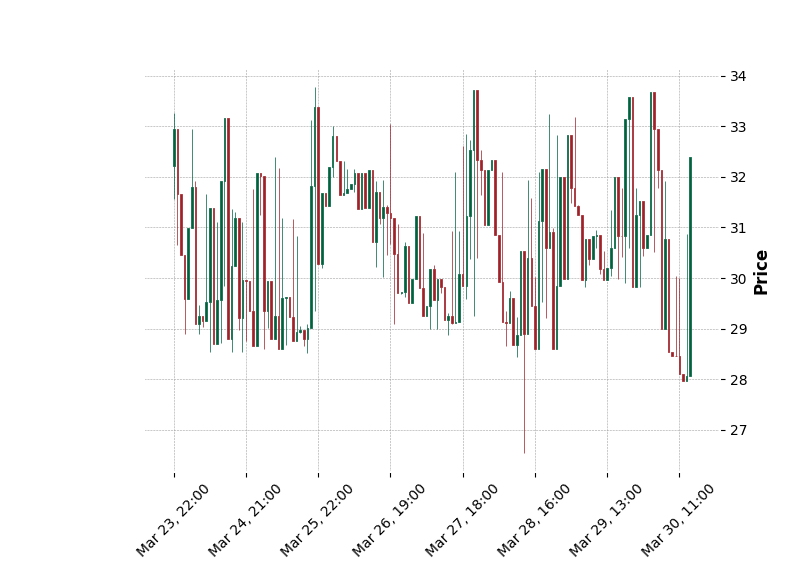 34
33
32
31
30
29
28
27
Price
Mar 23, 22:00
Mar 24, 21:00
Mar 25, 22:00
Mar 26, 19:00
Mar 27, 18:00
Mar 28, 16:00
Mar 29, 13:00
Mar 30, 11:00